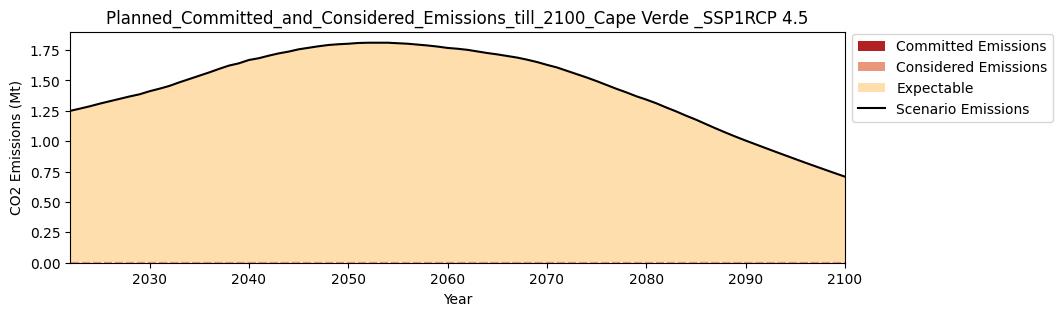 Planned_Committed_and_Considered_Emissions_till_2100_Cape Verde _SSP1RCP 4.5
Committed Emissions
Considered Emissions
Expectable
Scenario Emissions
CO2 Emissions (Mt)
1.75
1.50
1.25
1.00
0.75
0.50
0.25
0.00
2030 2040 2050 2060 2070 2080 2090 2100
Year